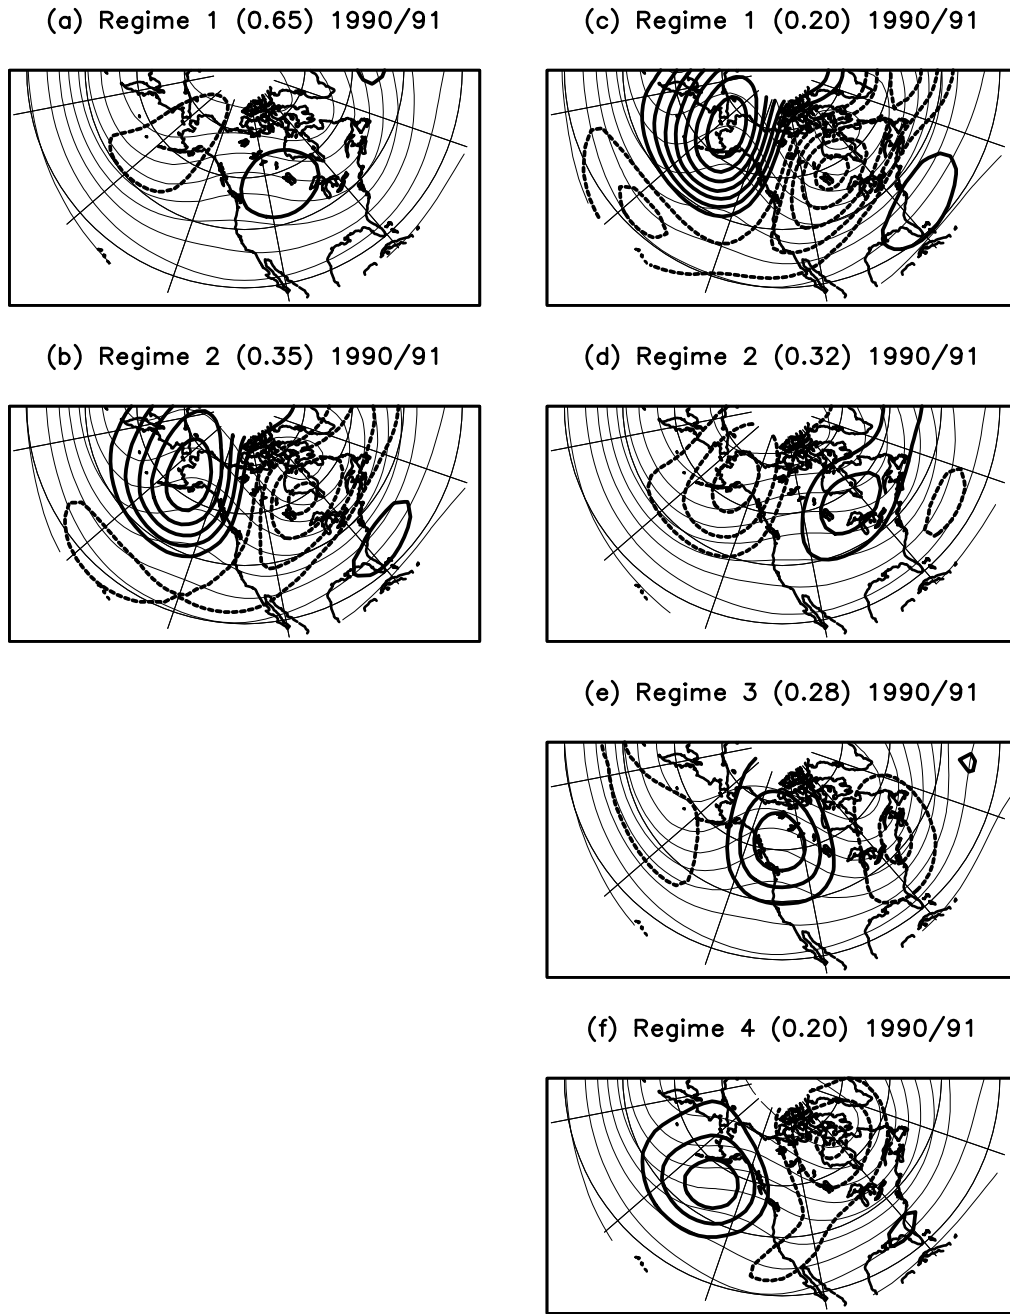 (a) Regime 1 (0.65) 1990/91
(c) Regime 1 (0.20) 1990/91
(b) Regime 2 (0.35) 1990/91
(d) Regime 2 (0.32) 1990/91
(e) Regime 3 (0.28) 1990/91
(f) Regime 4 (0.20) 1990/91